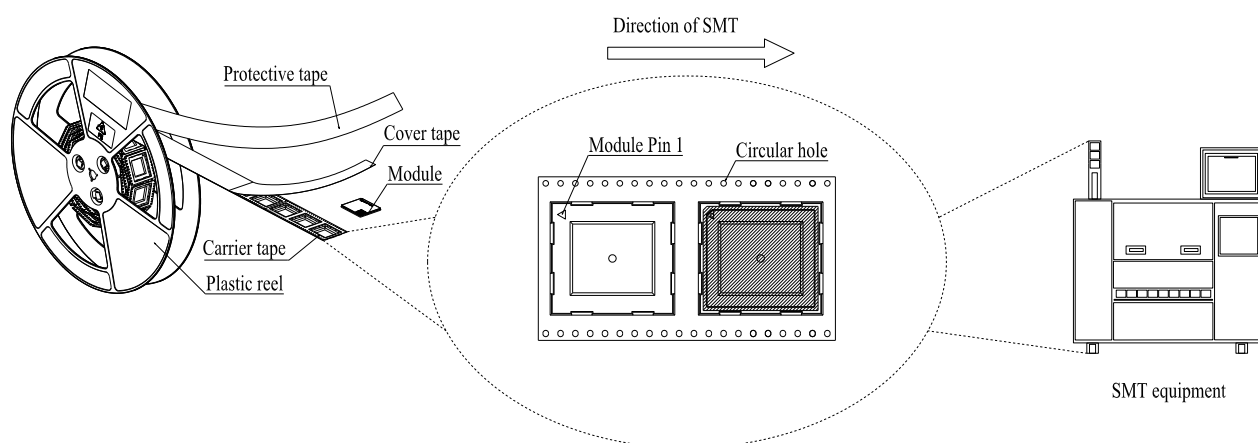 Direction of SMT
Protective tape
Cover tape
Module
Module Pin 1
Circular hole
Carrier tape
Plastic reel
SMT equipment